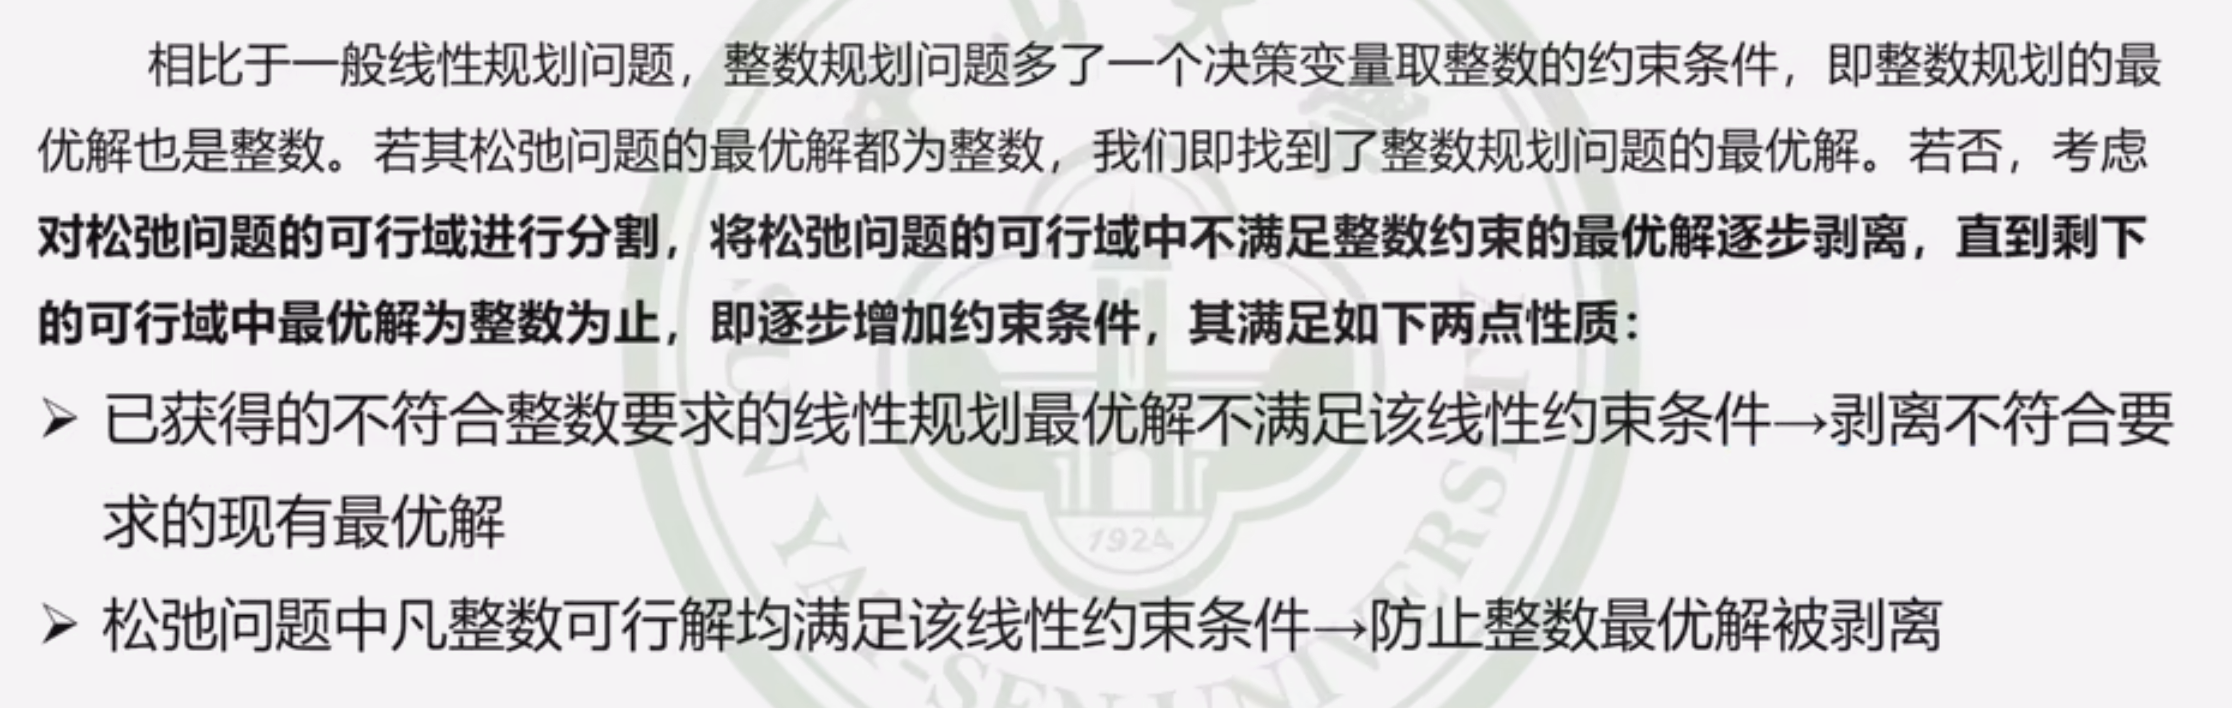 相比于一般线性规划问题，整数规划问题多了一个决策变量取整数的约束条件，即整数规划的最
优解也是整数。若其松弛问题的最优解都为整数，我们即找到了整数规划问题的最优解。若否，考虑
对松弛问题的可行域进行分割，将松弛问题的可行域中不满足整数约束的最优解逐步剥离，直到剩下
的可行域中最优解为整数为止，即逐步增加约束条件，其满足如下两点性质：
➢ 已获得的不符合整数要求的线性规划最优解不满足该线性约束条件→剥离不符合要
求的现有最优解
➢ 松弛问题中凡整数可行解均满足该线性约束条件→防止整数最优解被剥离
1924
SUN YAT-SEN UNIVERSITY